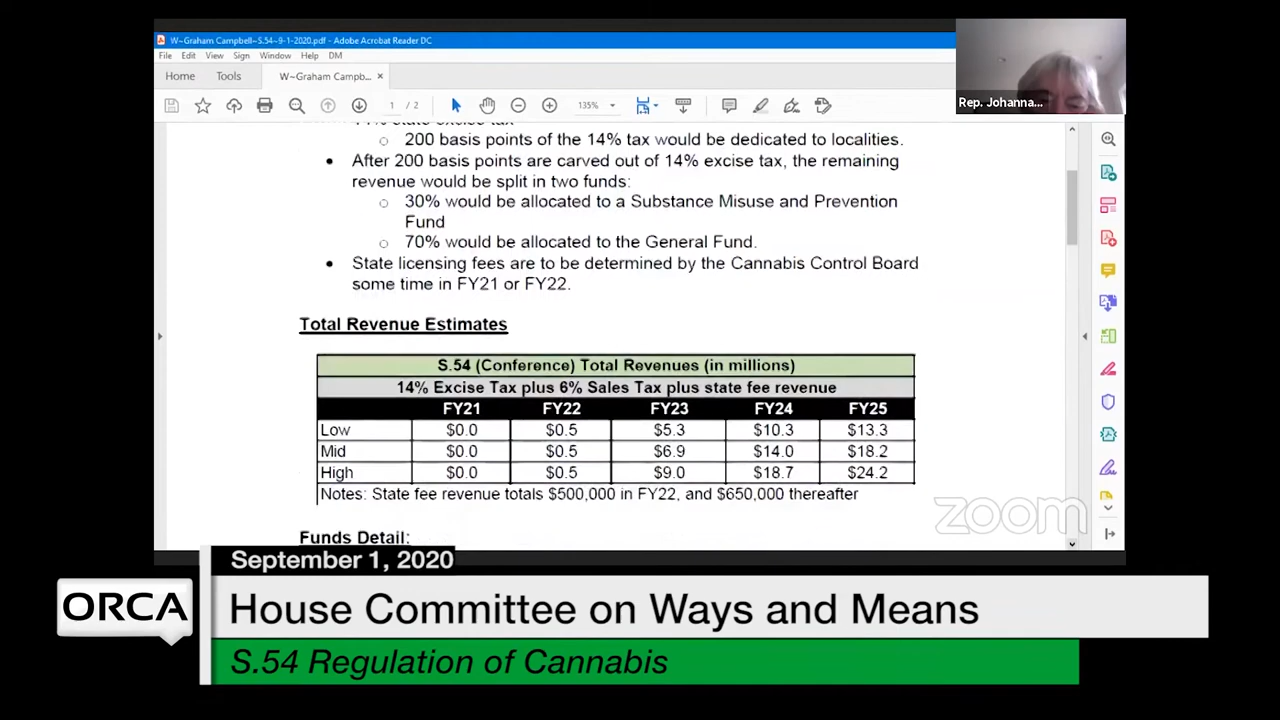 W~Graham Campbell~S.54~9-1-2020.pdf - Adobe Acrobat Reader DC
File Edit View Sign Window Help DM
Home Tools W~Graham Campb... ×
1 / 2 135%
Rep. Johanna...
14% state excise tax
○ 200 basis points of the 14% tax would be dedicated to localities.
• After 200 basis points are carved out of 14% excise tax, the remaining
revenue would be split in two funds:
○ 30% would be allocated to a Substance Misuse and Prevention
Fund
○ 70% would be allocated to the General Fund.
• State licensing fees are to be determined by the Cannabis Control Board
some time in FY21 or FY22.
Total Revenue Estimates
S.54 (Conference) Total Revenues (in millions)
14% Excise Tax plus 6% Sales Tax plus state fee revenue
FY21 FY22 FY23 FY24 FY25
Low $0.0 $0.5 $5.3 $10.3 $13.3
Mid $0.0 $0.5 $6.9 $14.0 $18.2
High $0.0 $0.5 $9.0 $18.7 $24.2
Notes: State fee revenue totals $500,000 in FY22, and $650,000 thereafter
zoom
Funds Detail:
September 1, 2020
ORCA
House Committee on Ways and Means
S.54 Regulation of Cannabis